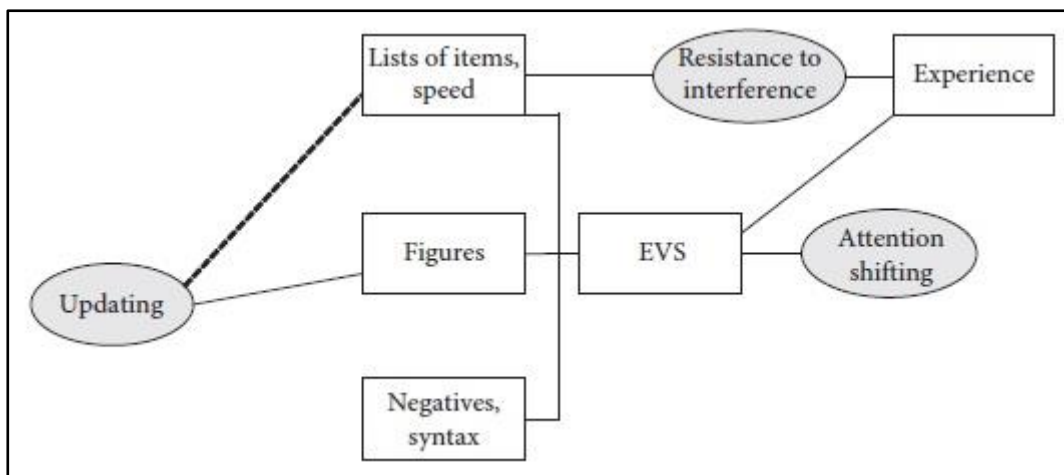 Lists of items,
speed
Resistance to
interference
Experience
Figures
EVS
Attention
shifting
Updating
Negatives,
syntax